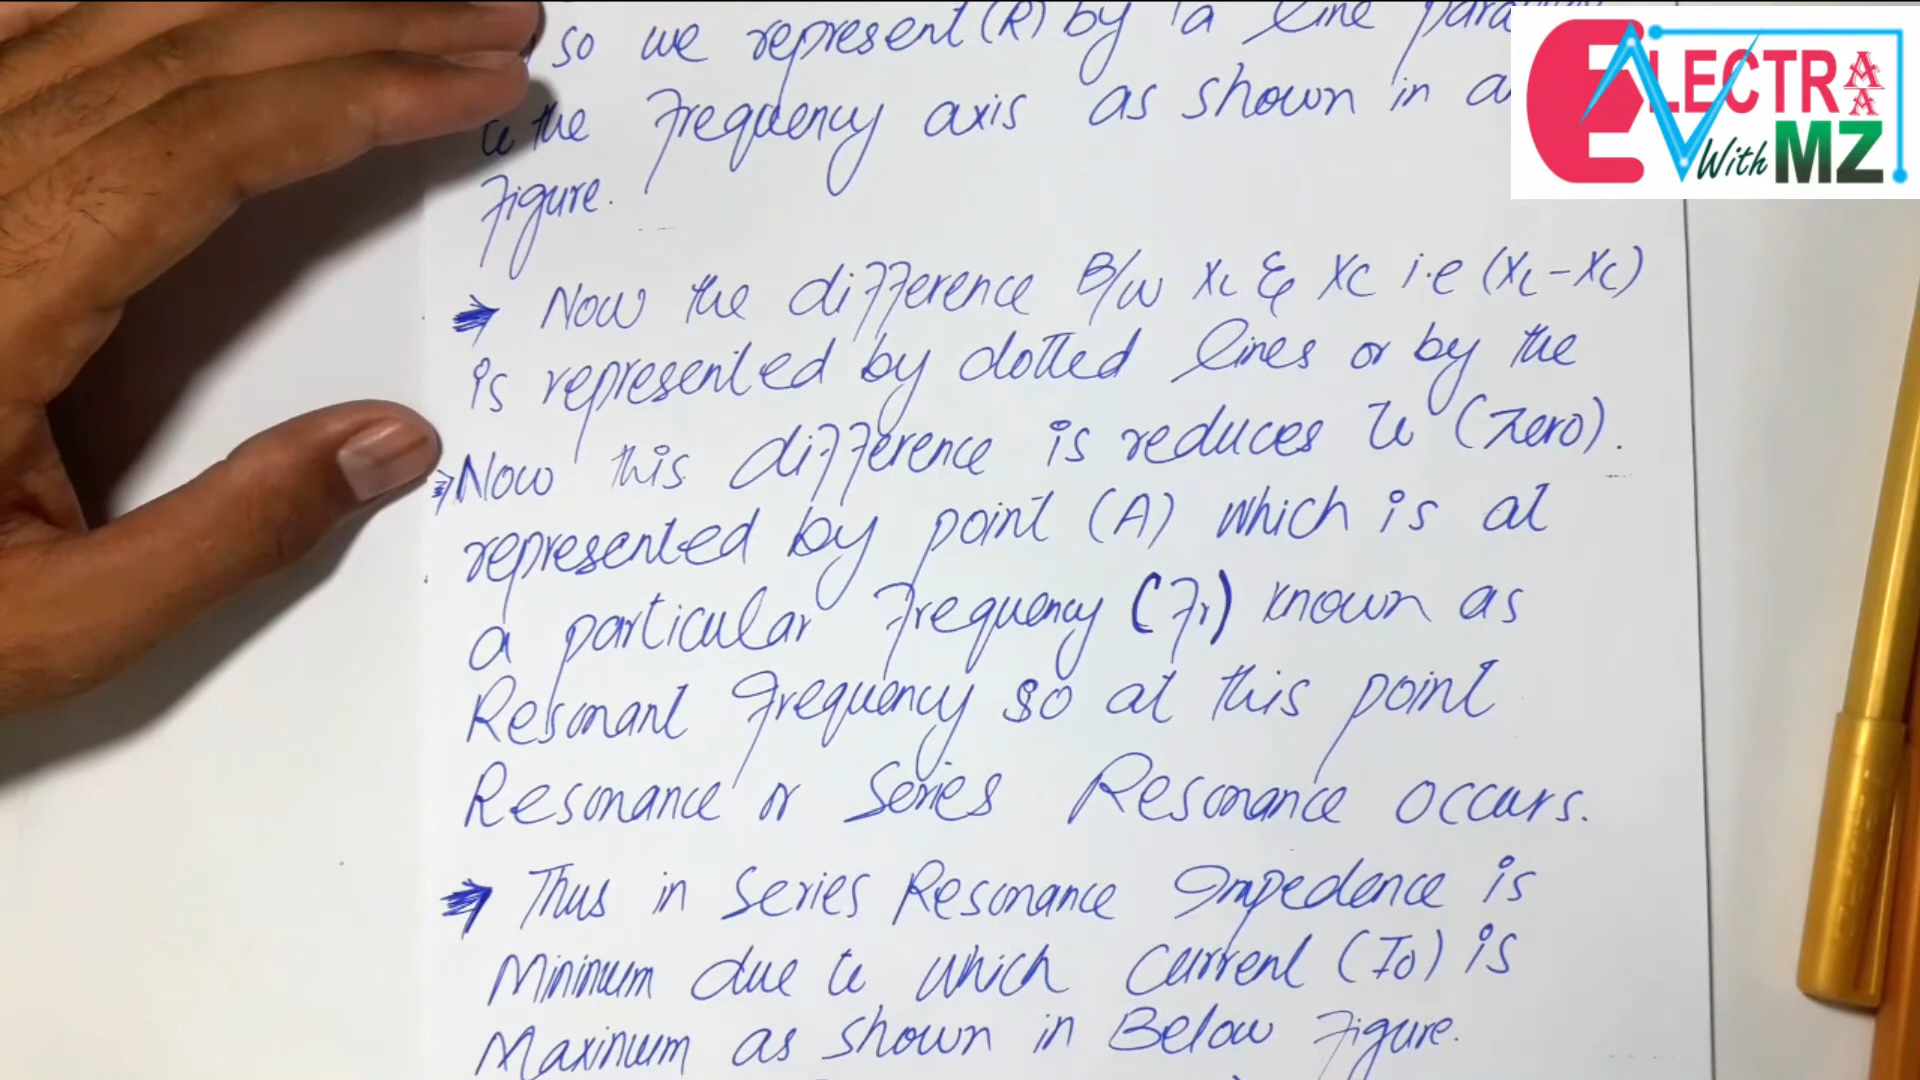 so we represent (R) by a line
to the Frequency axis as shown in a
Figure.
Now the difference B/w XL & XC i.e (XL-XC)
is represented by dotted lines or by the
Now this difference is reduces to (Zero).
represented by point (A) which is at
a particular Frequency (Fr) known as
Resonant Frequency so at this point
Resonance or Series Resonance occurs.
Thus in Series Resonance Impedence is
Minimum due to which Current (Io) is
Maximum as shown in Below Figure.
ELECTRA
With MZ